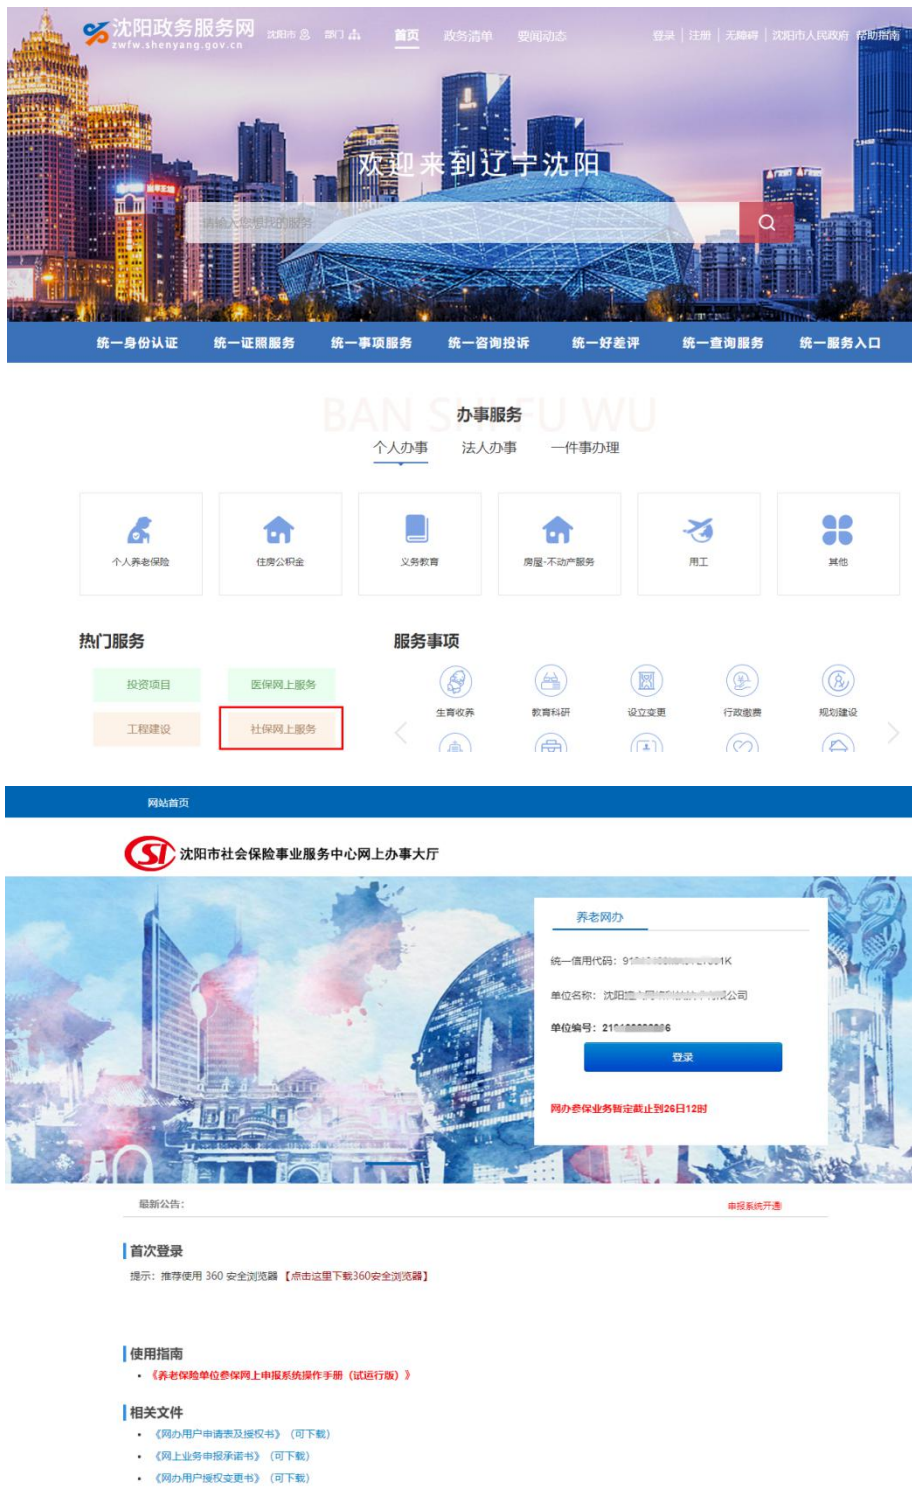 沈阳政务服务网
zwfw.shenyang.gov.cn
沈阳市 部门 首页 政务清单 要闻动态 登录 | 注册 | 无障碍 | 沈阳市人民政府 帮助指南
欢迎来到辽宁沈阳
请输入您想找的服务
统一身份认证 统一证照服务 统一事项服务 统一咨询投诉 统一好差评 统一查询服务 统一服务入口
BAN SHI FU WU
办事服务
个人办事 法人办事 一件事办理
个人养老保险 住房公积金 义务教育 房屋-不动产服务 用工 其他
热门服务 服务事项
投资项目 医保网上服务
生育收养 教育科研 设立变更 行政缴费 规划建设
工程建设 社保网上服务
网站首页
SI 沈阳市社会保险事业服务中心网上办事大厅
养老网办
统一信用代码：91 1K
单位名称：沈阳 公司
单位编号：21 6
登录
网办参保业务暂定截止到26日12时
最新公告： 申报系统开通
首次登录
提示：推荐使用 360 安全浏览器 【点击这里下载360安全浏览器】
使用指南
• 《养老保险单位参保网上申报系统操作手册（试运行版）》
相关文件
• 《网办用户申请表及授权书》（可下载）
• 《网上业务申报承诺书》（可下载）
• 《网办用户授权变更书》（可下载）